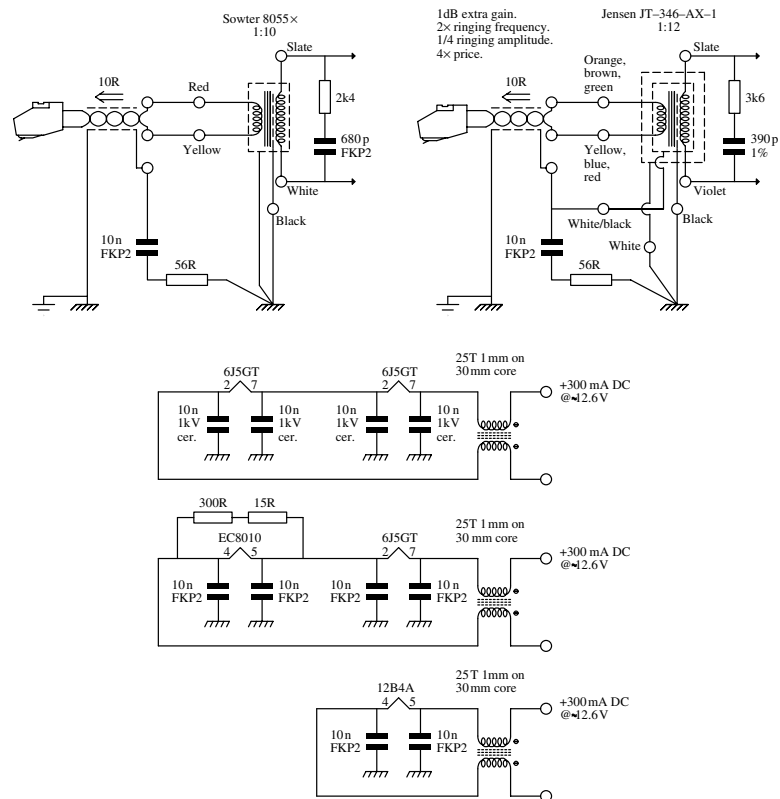 Sowter 8055×
1:10
Slate
10R
Red
2k4
680p
FKP2
Yellow
White
Black
10n
FKP2
56R
1dB extra gain.
2× ringing frequency.
1/4 ringing amplitude.
4× price.
Jensen JT–346–AX–1
1:12
Slate
Orange,
brown,
green
10R
3k6
390p
1%
Yellow,
blue,
red
Violet
White/black
Black
10n
FKP2
White
56R
25T 1mm on
30mm core
6J5GT
2 7
6J5GT
2 7
+300 mA DC
@≈12.6V
10n
1kV
cer.
10n
1kV
cer.
10n
1kV
cer.
10n
1kV
cer.
300R
15R
25T 1mm on
30 mm core
EC8010
4 5
6J5GT
2 7
+300 mA DC
@≈12.6V
10n
FKP2
10n
FKP2
10n
FKP2
10n
FKP2
25T 1mm on
30mm core
12B4A
4 5
+300mA DC
@≈12.6V
10n
FKP2
10n
FKP2